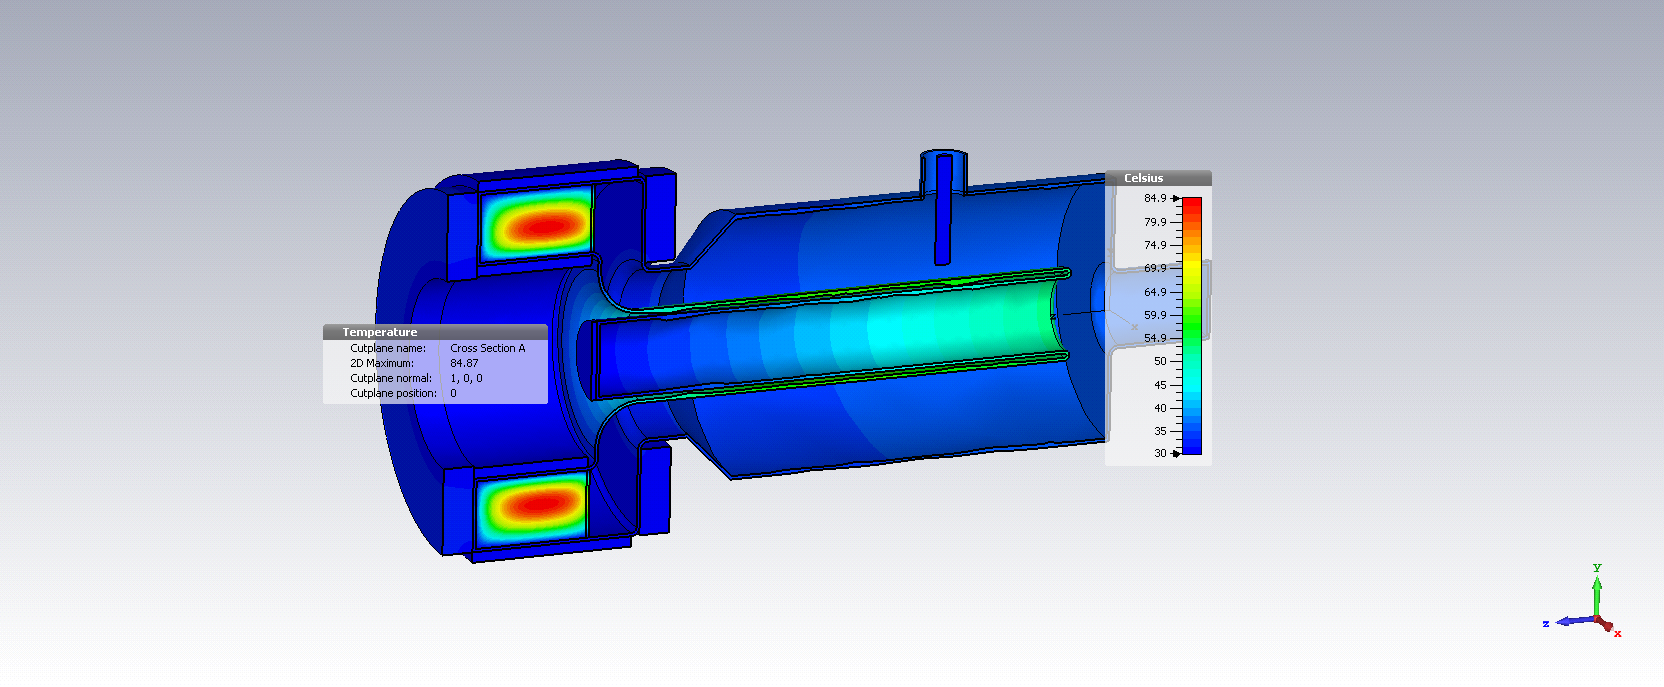 Celsius
84.9
79.9
74.9
69.9
64.9
59.9
54.9
50
45
40
35
30
Temperature
Cutplane name: Cross Section A
2D Maximum: 84.87
Cutplane normal: 1, 0, 0
Cutplane position: 0
z
x
y
z
x